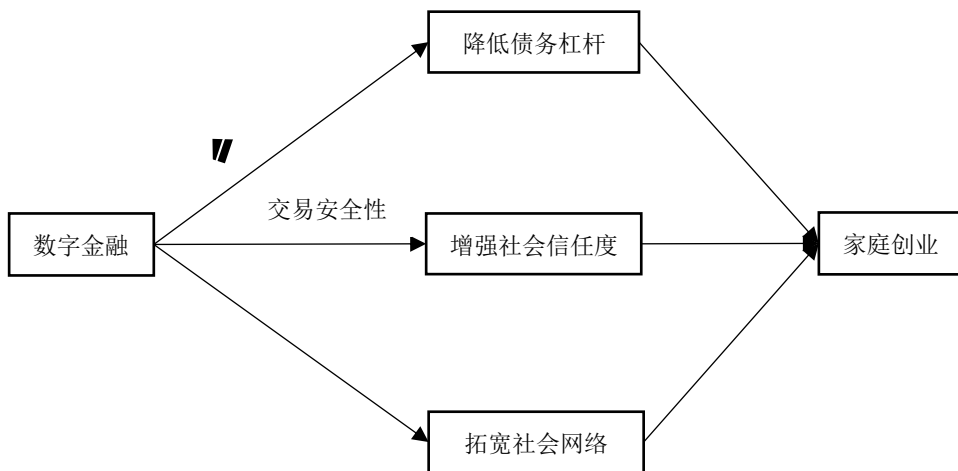 降低债务杠杆
交易安全性
数字金融
增强社会信任度
家庭创业
拓宽社会网络